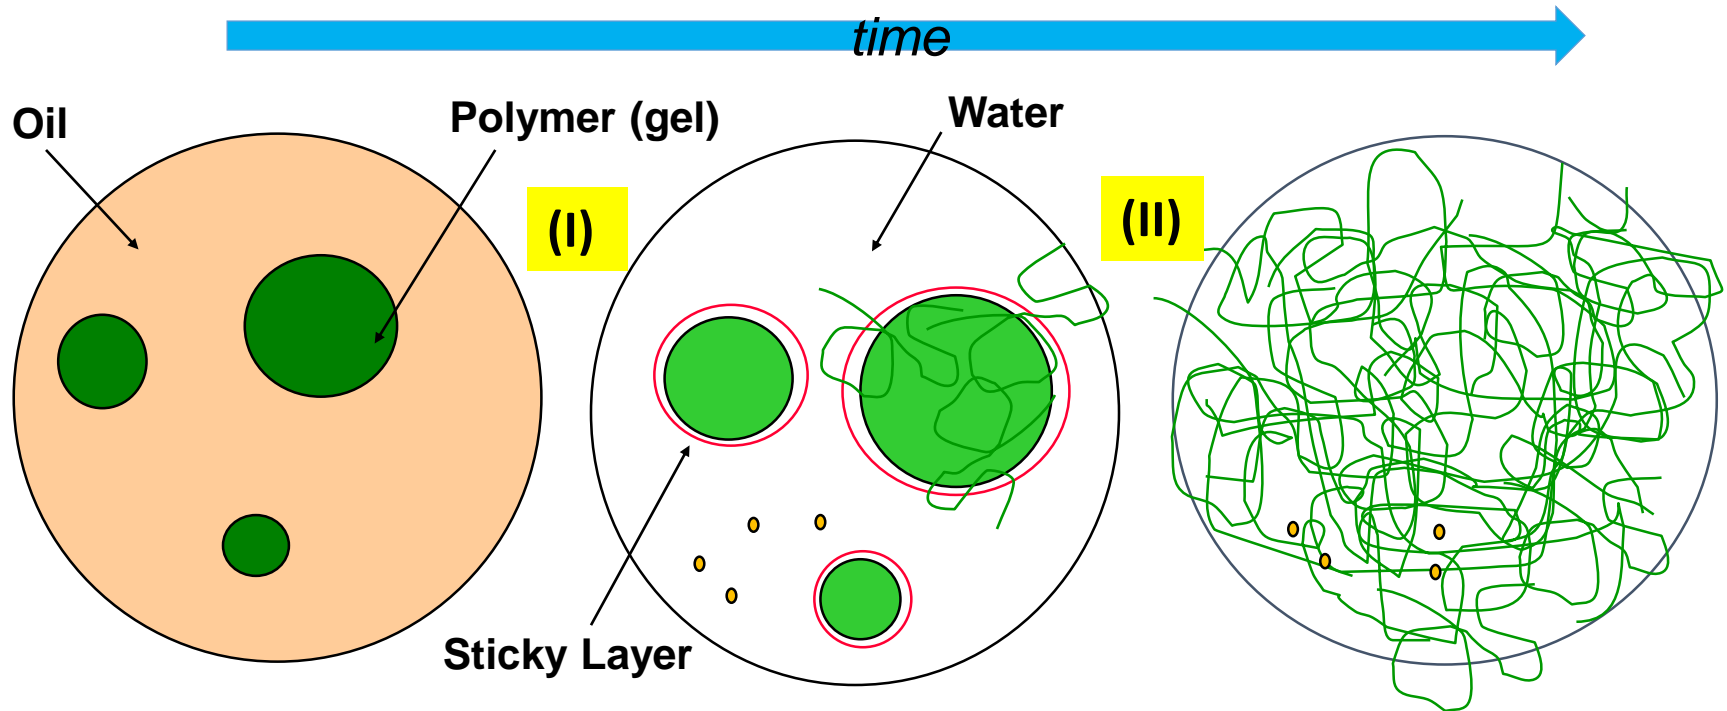 time
Oil
Polymer (gel)
Water
(I)
(II)
Sticky Layer